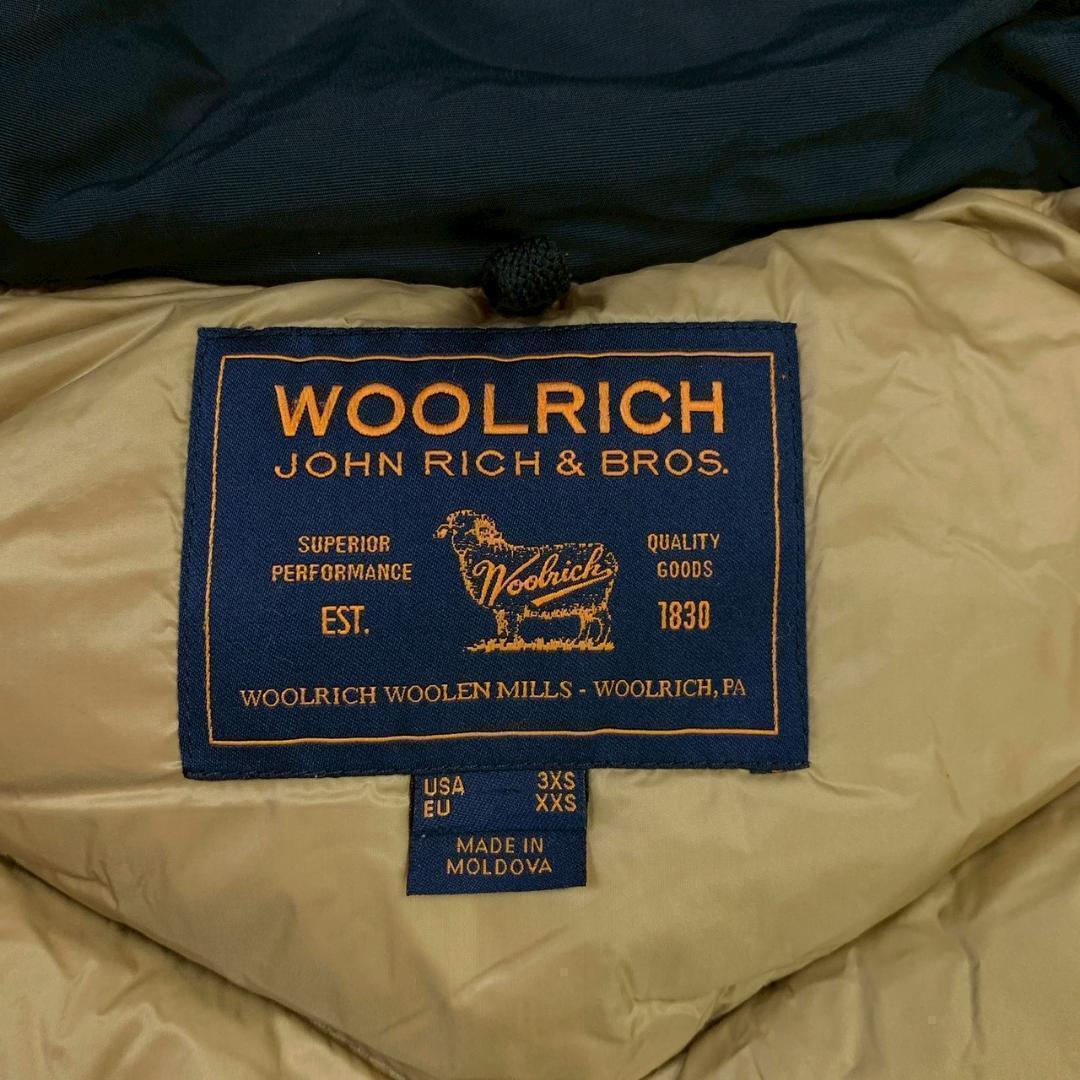 WOOLRICH
JOHN RICH & BROS.
SUPERIOR
PERFORMANCE
EST.
Woolrich
QUALITY
GOODS
1830
WOOLRICH WOOLEN MILLS - WOOLRICH, PA
USA 3XS
EU XXS
MADE IN
MOLDOVA